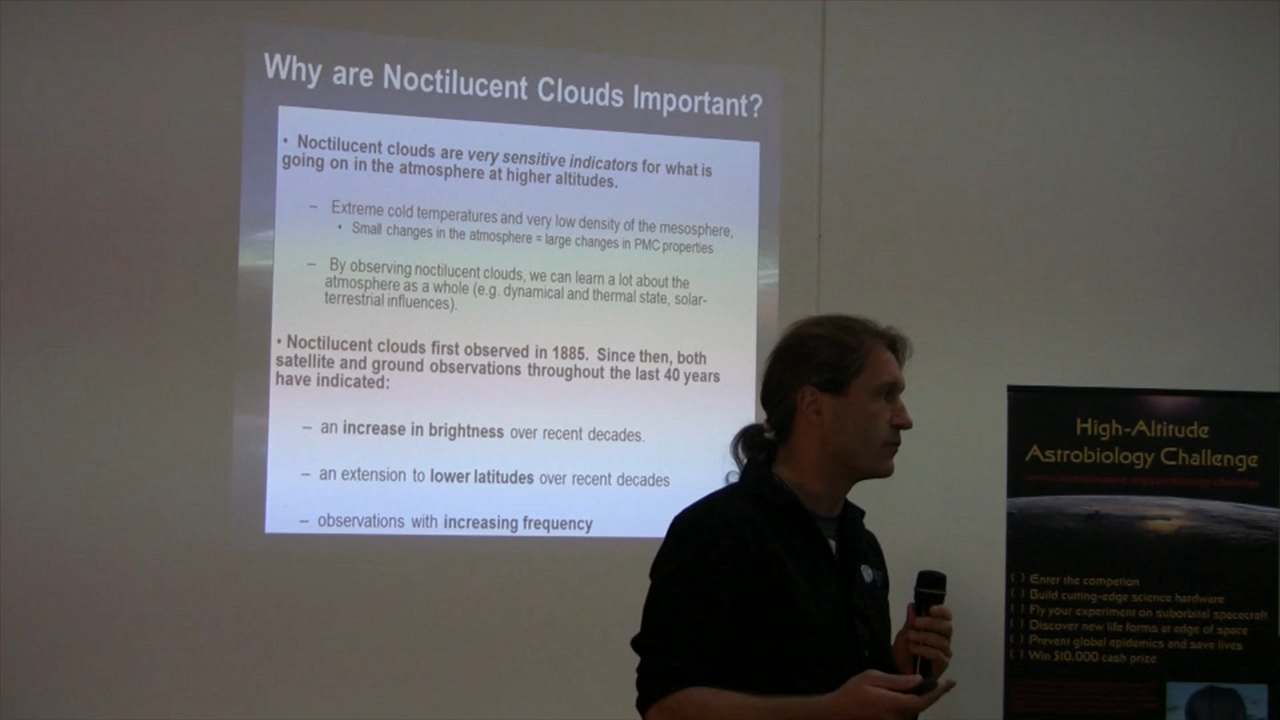 Why are Noctilucent Clouds Important?
• Noctilucent clouds are very sensitive indicators for what is
going on in the atmosphere at higher altitudes.
– Extreme cold temperatures and very low density of the mesosphere,
• Small changes in the atmosphere = large changes in PMC properties
– By observing noctilucent clouds, we can learn a lot about the
atmosphere as a whole (e.g. dynamical and thermal state, solar-
terrestrial influences).
• Noctilucent clouds first observed in 1885. Since then, both
satellite and ground observations throughout the last 40 years
have indicated:
– an increase in brightness over recent decades.
– an extension to lower latitudes over recent decades
– observations with increasing frequency
High-Altitude
Astrobiology Challenge
( ) Enter the competion
( ) Build cutting-edge science hardware
( ) Fly your experiment on suborbital spacecraft
( ) Discover new life forms at edge of space
( ) Prevent global epidemics and save lives
( ) Win $10,000 cash prize